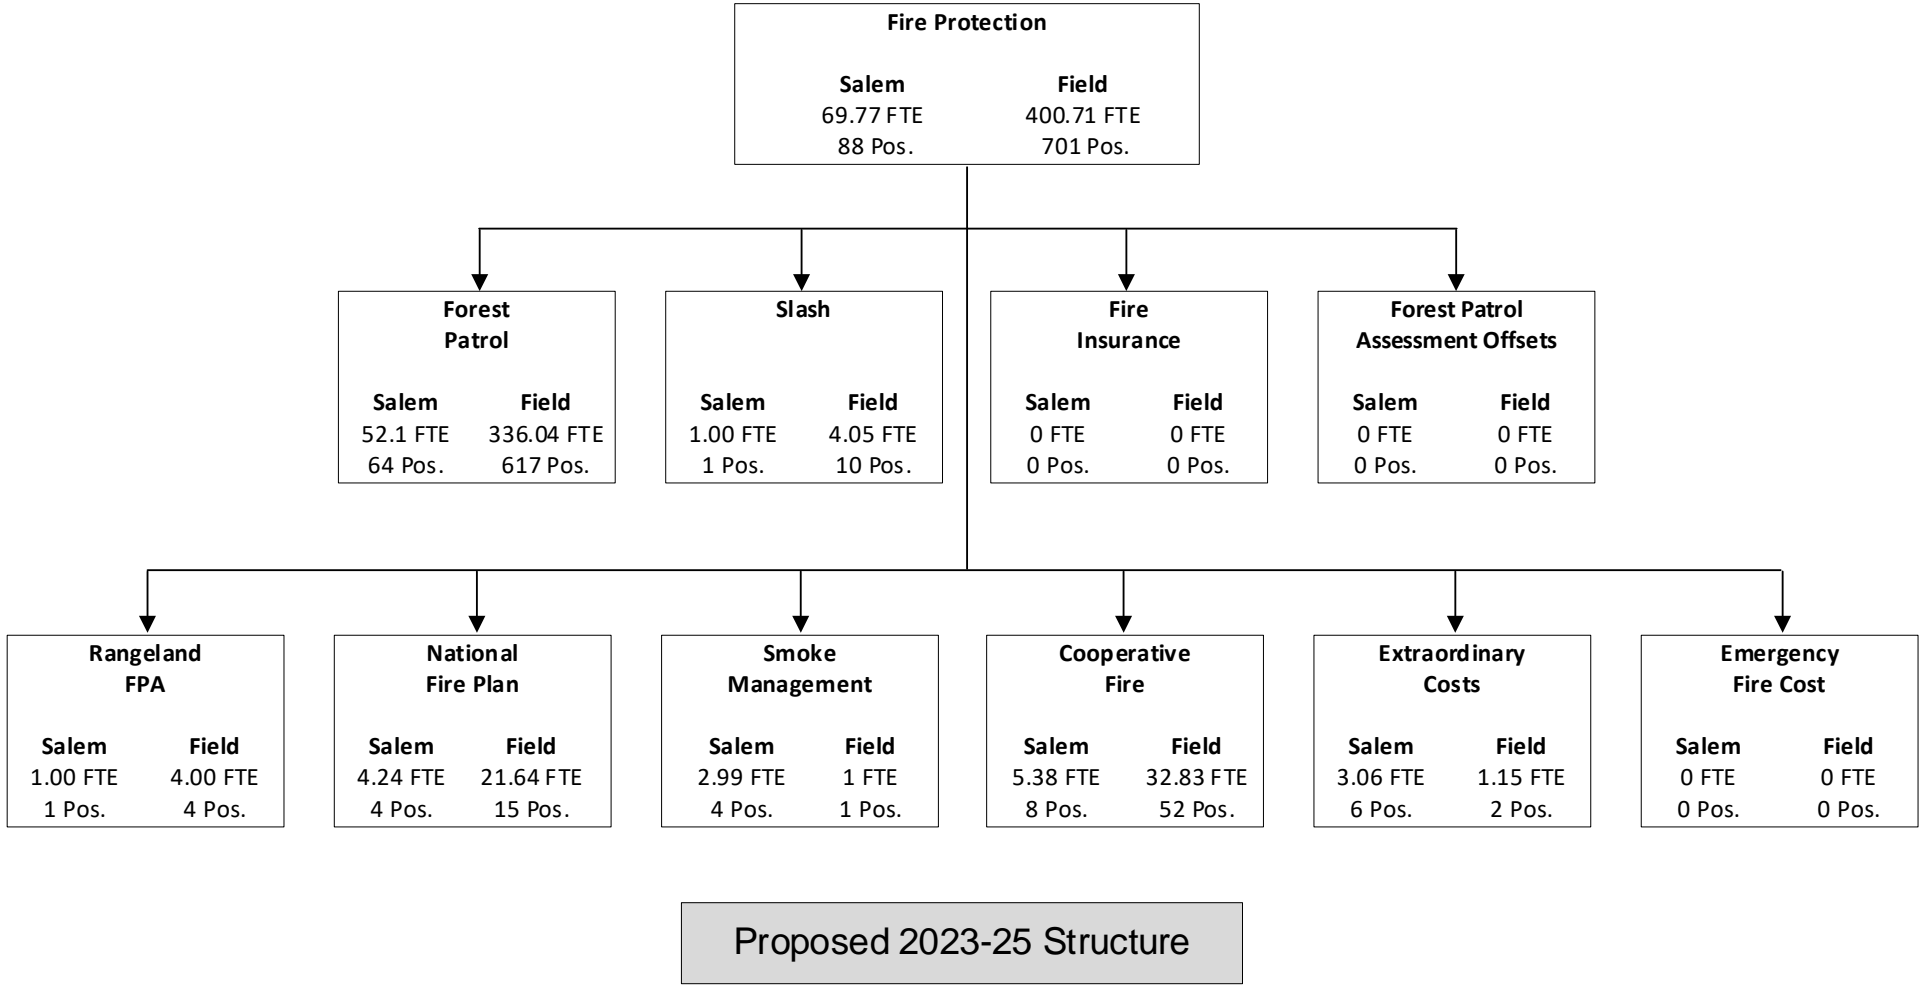 Fire Protection
Salem Field
69.77 FTE 400.71 FTE
88 Pos. 701 Pos.
Forest
Patrol
Salem Field
52.1 FTE 336.04 FTE
64 Pos. 617 Pos.
Slash
Salem Field
1.00 FTE 4.05 FTE
1 Pos. 10 Pos.
Fire
Insurance
Salem Field
0 FTE 0 FTE
0 Pos. 0 Pos.
Forest Patrol
Assessment Offsets
Salem Field
0 FTE 0 FTE
0 Pos. 0 Pos.
Rangeland
FPA
Salem Field
1.00 FTE 4.00 FTE
1 Pos. 4 Pos.
National
Fire Plan
Salem Field
4.24 FTE 21.64 FTE
4 Pos. 15 Pos.
Smoke
Management
Salem Field
2.99 FTE 1 FTE
4 Pos. 1 Pos.
Cooperative
Fire
Salem Field
5.38 FTE 32.83 FTE
8 Pos. 52 Pos.
Extraordinary
Costs
Salem Field
3.06 FTE 1.15 FTE
6 Pos. 2 Pos.
Emergency
Fire Cost
Salem Field
0 FTE 0 FTE
0 Pos. 0 Pos.
Proposed 2023-25 Structure